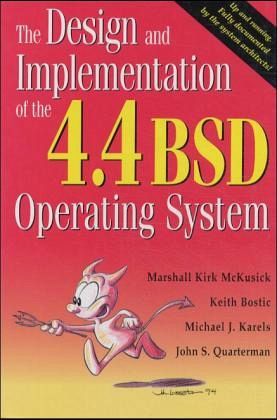 The Design and
Implementation
of the
4.4 BSD
Operating System
Up and running.
Fully documented
by the system architects!
Marshall Kirk McKusick
Keith Bostic
Michael J. Karels
John S. Quarterman
94